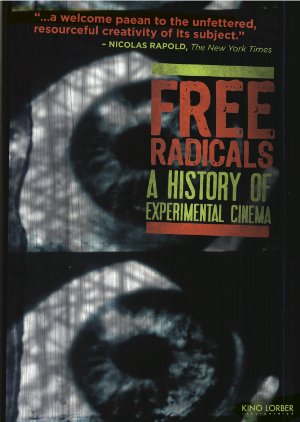 "...a welcome paean to the unfettered,
resourceful creativity of its subject."
– NICOLAS RAPOLD, The New York Times
FREE
RADICALS
A HISTORY OF
EXPERIMENTAL CINEMA
KINO LORBER